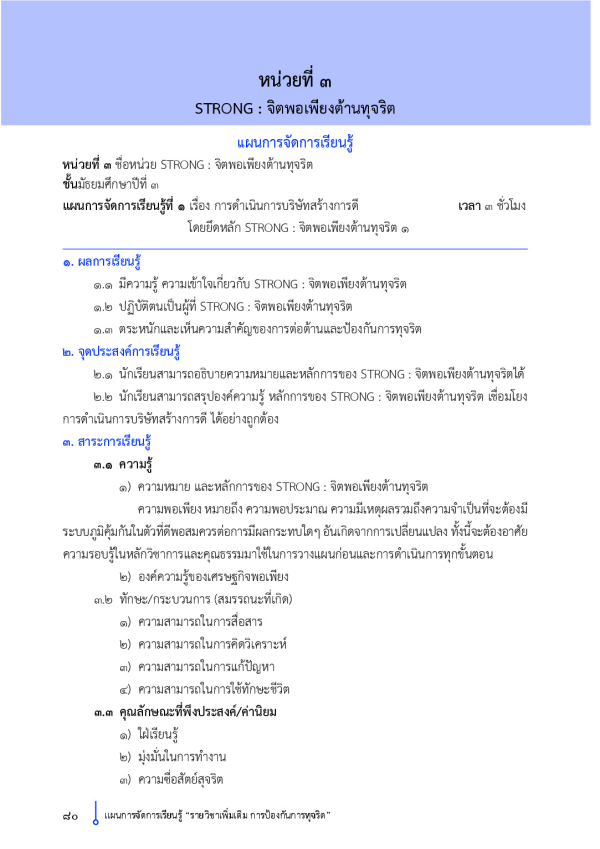 หน่วยที่ ๓
STRONG : จิตพอเพียงต้านทุจริต
แผนการจัดการเรียนรู้
หน่วยที่ ๓ ชื่อหน่วย STRONG : จิตพอเพียงต้านทุจริต
ชั้นมัธยมศึกษาปีที่ ๓
แผนการจัดการเรียนรู้ที่ ๑ เรื่อง การดำเนินการบริษัทสร้างการดี เวลา ๓ ชั่วโมง
โดยยึดหลัก STRONG : จิตพอเพียงต้านทุจริต ๑
๑. ผลการเรียนรู้
๑.๑ มีความรู้ ความเข้าใจเกี่ยวกับ STRONG : จิตพอเพียงต้านทุจริต
๑.๒ ปฏิบัติตนเป็นผู้ที่ STRONG : จิตพอเพียงต้านทุจริต
๑.๓ ตระหนักและเห็นความสำคัญของการต่อต้านและป้องกันการทุจริต
๒. จุดประสงค์การเรียนรู้
๒.๑ นักเรียนสามารถอธิบายความหมายและหลักการของ STRONG : จิตพอเพียงต้านทุจริตได้
๒.๒ นักเรียนสามารถสรุปองค์ความรู้ หลักการของ STRONG : จิตพอเพียงต้านทุจริต เชื่อมโยง
การดำเนินการบริษัทสร้างการดี ได้อย่างถูกต้อง
๓. สาระการเรียนรู้
๓.๑ ความรู้
๑) ความหมาย และหลักการของ STRONG : จิตพอเพียงต้านทุจริต
ความพอเพียง หมายถึง ความพอประมาณ ความมีเหตุผลรวมถึงความจำเป็นที่จะต้องมี
ระบบภูมิคุ้มกันในตัวที่ดีพอสมควรต่อการมีผลกระทบใดๆ อันเกิดจากการเปลี่ยนแปลง ทั้งนี้จะต้องอาศัย
ความรอบรู้ในหลักวิชาการและคุณธรรมมาใช้ในการวางแผนก่อนและการดำเนินการทุกขั้นตอน
๒) องค์ความรู้ของเศรษฐกิจพอเพียง
๓.๒ ทักษะ/กระบวนการ (สมรรถนะที่เกิด)
๑) ความสามารถในการสื่อสาร
๒) ความสามารถในการคิดวิเคราะห์
๓) ความสามารถในการแก้ปัญหา
๔) ความสามารถในการใช้ทักษะชีวิต
๓.๓ คุณลักษณะที่พึงประสงค์/ค่านิยม
๑) ใฝ่เรียนรู้
๒) มุ่งมั่นในการทำงาน
๓) ความซื่อสัตย์สุจริต
๘๐ แผนการจัดการเรียนรู้ "รายวิชาเพิ่มเติม การป้องกันการทุจริต"